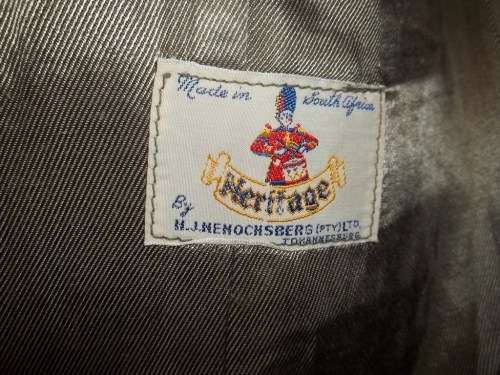 Made in South Africa
Heritage
By
H.J.HENOCHSBERG (PTY) LTD.
JOHANNESBURG